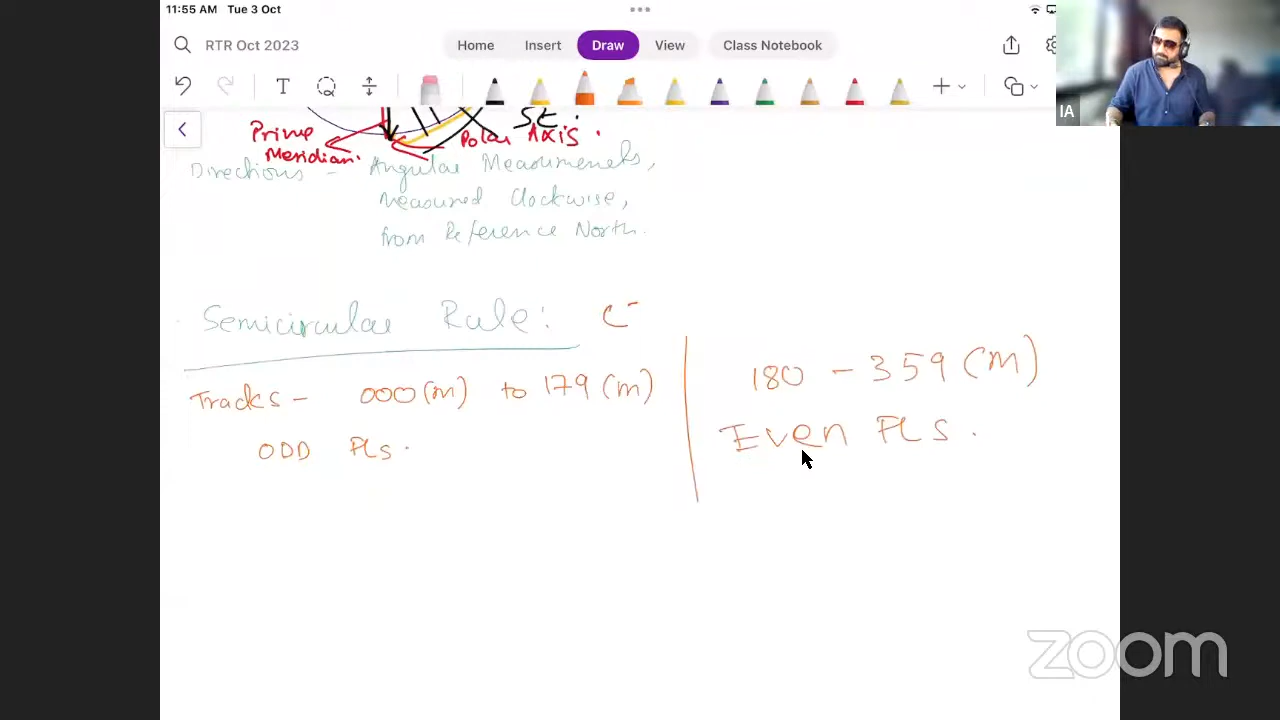 11:55 AM Tue 3 Oct
RTR Oct 2023
Home Insert Draw View Class Notebook
IA
St.
Prime Meridian.
Polar Axis.
Directions - Angular Measuremenets,
Measured Clockwise,
from Reference North.
Semicircular Rule: C-
Tracks - 000(m) to 179 (m)
ODD FLs.
180 - 359 (m)
Even FLs.
zoom